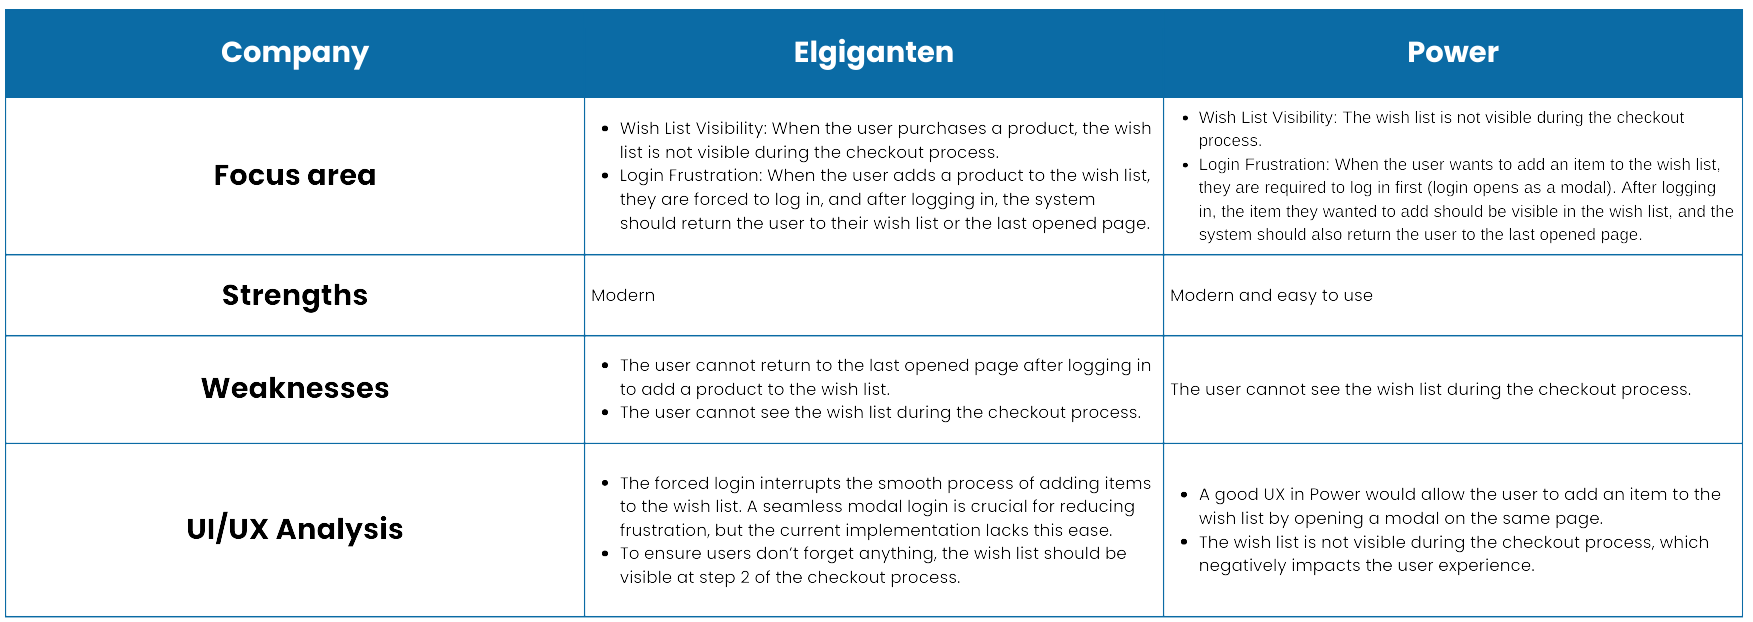 Company Elgiganten Power
Focus area
• Wish List Visibility: When the user purchases a product, the wish
list is not visible during the checkout process.
• Login Frustration: When the user adds a product to the wish list,
they are forced to log in, and after logging in, the system
should return the user to their wish list or the last opened page.
• Wish List Visibility: The wish list is not visible during the checkout
process.
• Login Frustration: When the user wants to add an item to the wish list,
they are required to log in first (login opens as a modal). After logging
in, the item they wanted to add should be visible in the wish list, and the
system should also return the user to the last opened page.
Strengths
Modern
Modern and easy to use
Weaknesses
• The user cannot return to the last opened page after logging in
to add a product to the wish list.
• The user cannot see the wish list during the checkout process.
The user cannot see the wish list during the checkout process.
UI/UX Analysis
• The forced login interrupts the smooth process of adding items
to the wish list. A seamless modal login is crucial for reducing
frustration, but the current implementation lacks this ease.
• To ensure users don't forget anything, the wish list should be
visible at step 2 of the checkout process.
• A good UX in Power would allow the user to add an item to the
wish list by opening a modal on the same page.
• The wish list is not visible during the checkout process, which
negatively impacts the user experience.